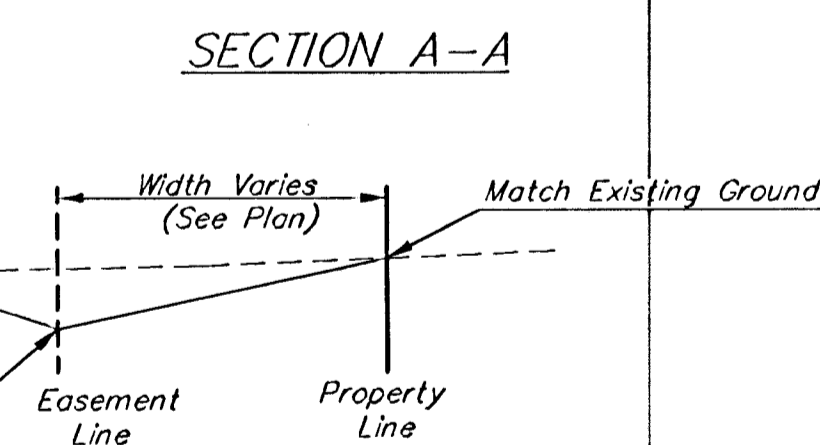 SECTION A-A
Width Varies
(See Plan)
Match Existing Ground
Easement
Line
Property
Line